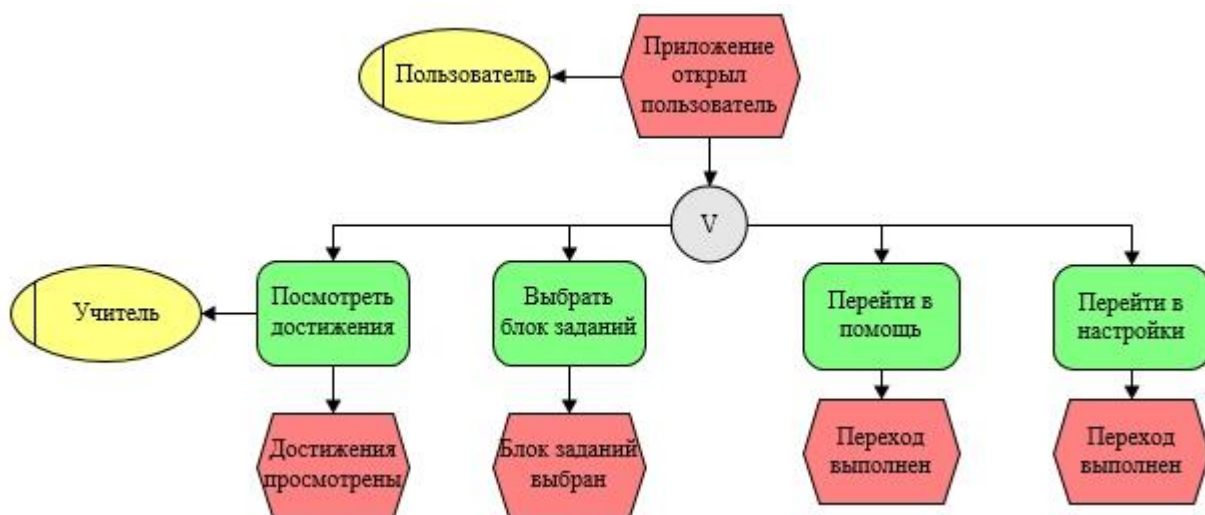 Приложение
открыл
пользователь
Пользователь
V
Посмотреть
достижения
Выбрать
блок заданий
Перейти в
помощь
Перейти в
настройки
Учитель
Достижения
просмотрены
Блок заданий
выбран
Переход
выполнен
Переход
выполнен